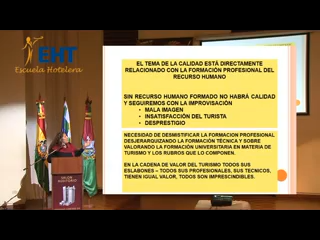 EHT
Escuela Hotelera
EL TEMA DE LA CALIDAD ESTÁ DIRECTAMENTE
RELACIONADO CON LA FORMACIÓN PROFESIONAL DEL
RECURSO HUMANO
SIN RECURSO HUMANO FORMADO NO HABRÁ CALIDAD
Y SEGUIREMOS CON LA IMPROVISACIÓN
• MALA IMAGEN
• INSATISFACCIÓN DEL TURISTA
• DESPRESTIGIO
NECESIDAD DE DESMISTIFICAR LA FORMACION PROFESIONAL
DESJERARQUIZANDO LA FORMACIÓN TÉCNICA Y SOBRE
VALORANDO LA FORMACIÓN UNIVERSITARIA EN MATERIA DE
TURISMO Y LOS RUBROS QUE LO COMPONEN.
EN LA CADENA DE VALOR DEL TURISMO TODOS SUS
ESLABONES – TODOS SUS PROFESIONALES, SUS TECNICOS,
TIENEN IGUAL VALOR, TODOS SON IMPRESCINDIBLES.